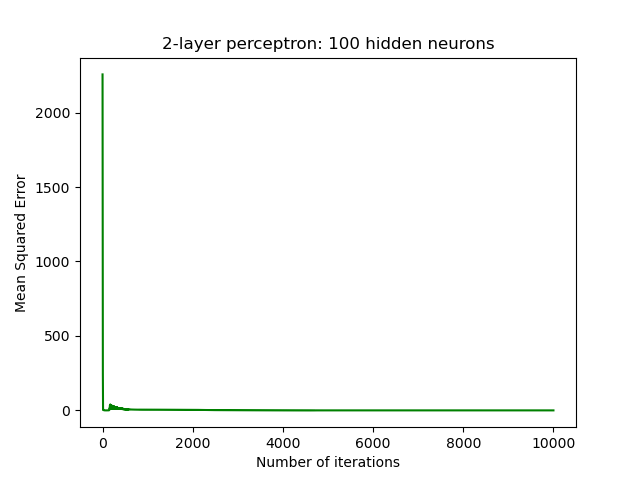 2-layer perceptron: 100 hidden neurons
2000
1500
1000
500
0
Mean Squared Error
0 2000 4000 6000 8000 10000
Number of iterations